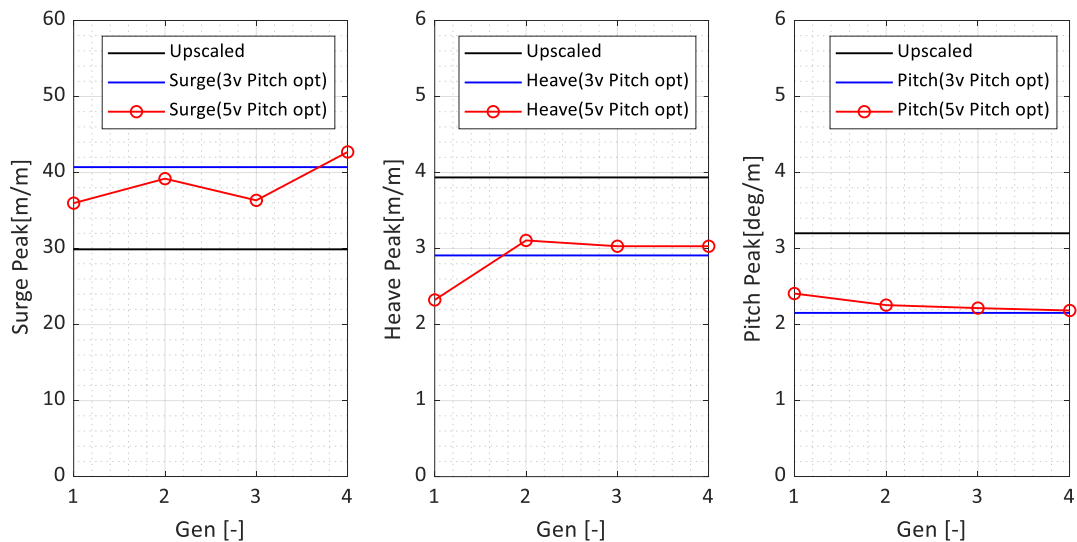 60
50
40
30
20
10
0
Surge Peak[m/m]
Upscaled
Surge(3v Pitch opt)
Surge(5v Pitch opt)
1 2 3 4
Gen [-]
6
5
4
3
2
1
0
Heave Peak[m/m]
Upscaled
Heave(3v Pitch opt)
Heave(5v Pitch opt)
1 2 3 4
Gen [-]
6
5
4
3
2
1
0
Pitch Peak[deg/m]
Upscaled
Pitch(3v Pitch opt)
Pitch(5v Pitch opt)
1 2 3 4
Gen [-]